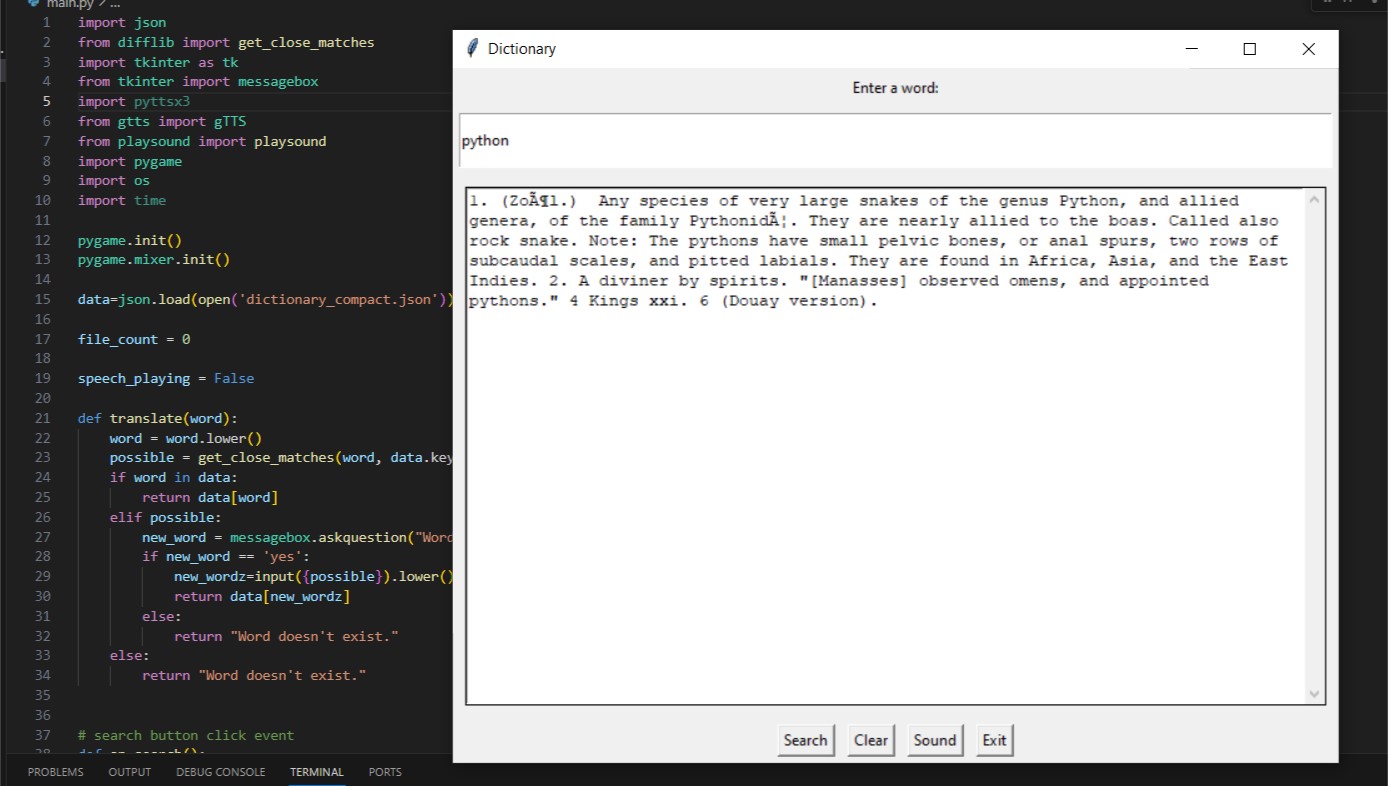 main.py > ...
1 import json
2 from difflib import get_close_matches
3 import tkinter as tk
4 from tkinter import messagebox
5 import pyttsx3
6 from gtts import gTTS
7 from playsound import playsound
8 import pygame
9 import os
10 import time
11
12 pygame.init()
13 pygame.mixer.init()
14
15 data=json.load(open('dictionary_compact.json'))
16
17 file_count = 0
18
19 speech_playing = False
20
21 def translate(word):
22 word = word.lower()
23 possible = get_close_matches(word, data.key
24 if word in data:
25 return data[word]
26 elif possible:
27 new_word = messagebox.askquestion("Word
28 if new_word == 'yes':
29 new_wordz=input({possible}).lower()
30 return data[new_wordz]
31 else:
32 return "Word doesn't exist."
33 else:
34 return "Word doesn't exist."
35
36
37 # search button click event
PROBLEMS OUTPUT DEBUG CONSOLE TERMINAL PORTS
Dictionary
Enter a word:
python
1. (ZoÃ¶l.)  Any species of very large snakes of the genus Python, and allied
genera, of the family PythonidÃ¦. They are nearly allied to the boas. Called also
rock snake. Note: The pythons have small pelvic bones, or anal spurs, two rows of
subcaudal scales, and pitted labials. They are found in Africa, Asia, and the East
Indies. 2. A diviner by spirits. "[Manasses] observed omens, and appointed
pythons." 4 Kings xxi. 6 (Douay version).
Search Clear Sound Exit